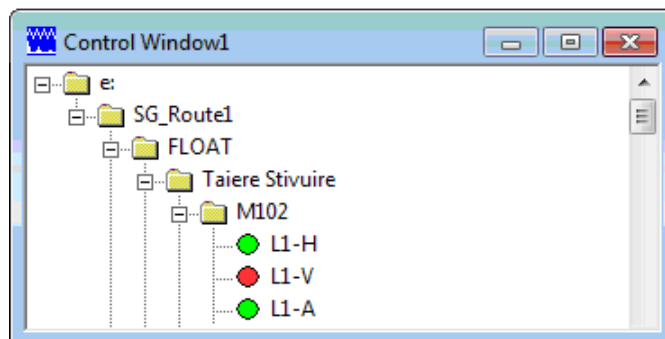 Control Window1
e:
SG_Route1
FLOAT
Taiere Stivuire
M102
L1-H
L1-V
L1-A